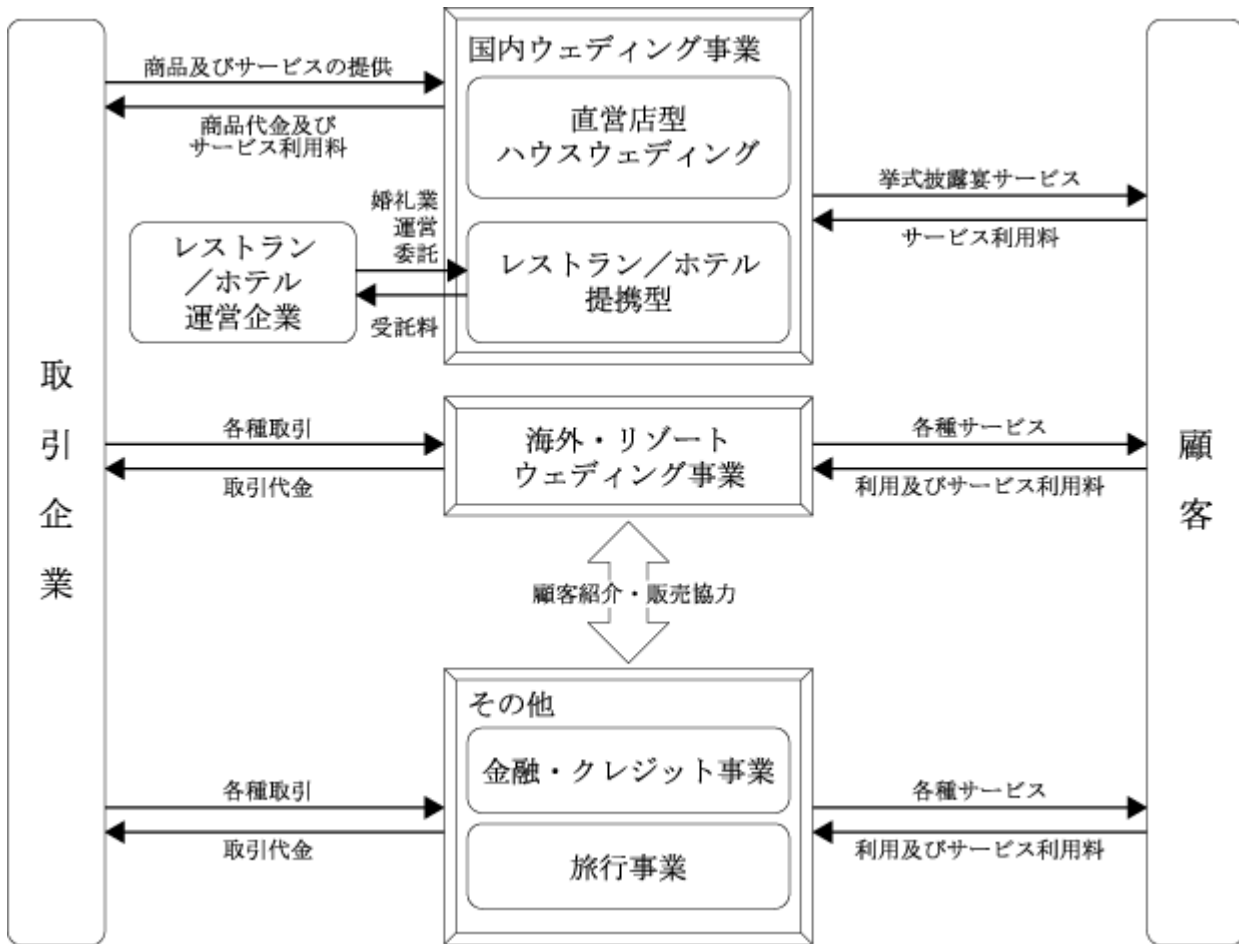 国内ウェディング事業
商品及びサービスの提供
商品代金及び
サービス利用料
直営店型
ハウスウェディング
挙式披露宴サービス
サービス利用料
婚礼業
運営
委託
レストラン
/ホテル
運営企業
受託料
レストラン/ホテル
提携型
取引企業
顧客
各種取引
取引代金
海外・リゾート
ウェディング事業
各種サービス
利用及びサービス利用料
顧客紹介・販売協力
その他
金融・クレジット事業
旅行事業
各種取引
取引代金
各種サービス
利用及びサービス利用料